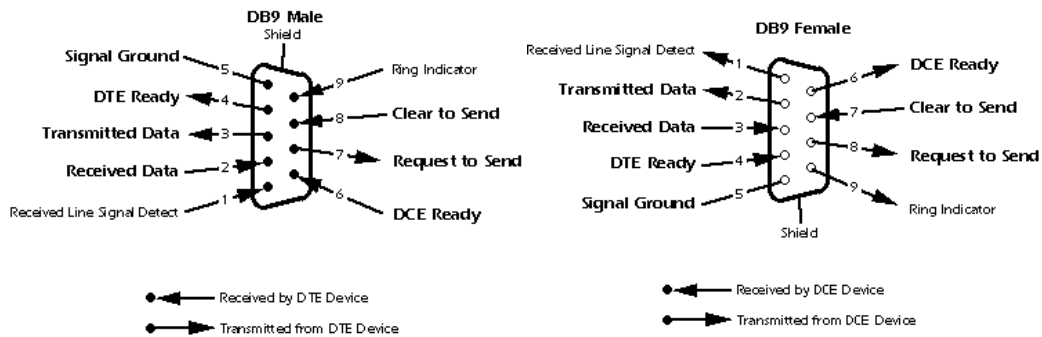 DB9 Male
Shield
Signal Ground
5
DTE Ready
4
Transmitted Data
3
Received Data
2
Received Line Signal Detect
1
9
Ring Indicator
8
Clear to Send
7
Request to Send
6
DCE Ready
Received by DTE Device
Transmitted from DTE Device
DB9 Female
Received Line Signal Detect
1
Transmitted Data
2
Received Data
3
DTE Ready
4
Signal Ground
5
6
DCE Ready
7
Clear to Send
8
Request to Send
9
Ring Indicator
Shield
Received by DCE Device
Transmitted from DCE Device